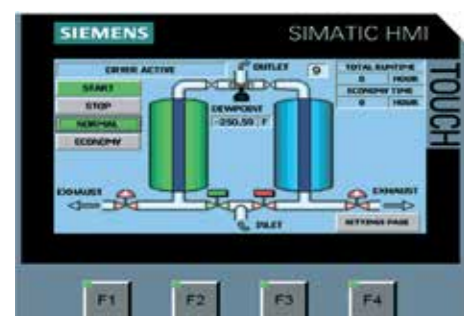 SIEMENS
SIMATIC HMI
TOUCH
DRYER ACTIVE
OUTLET
9
TOTAL RUNTIME
0 HOUR
ECONOMY TIME
0 HOUR
START
STOP
NORMAL
ECONOMY
DEWPOINT
-250.59 F
EXHAUST
EXHAUST
INLET
SETTINGS PAGE
F1
F2
F3
F4